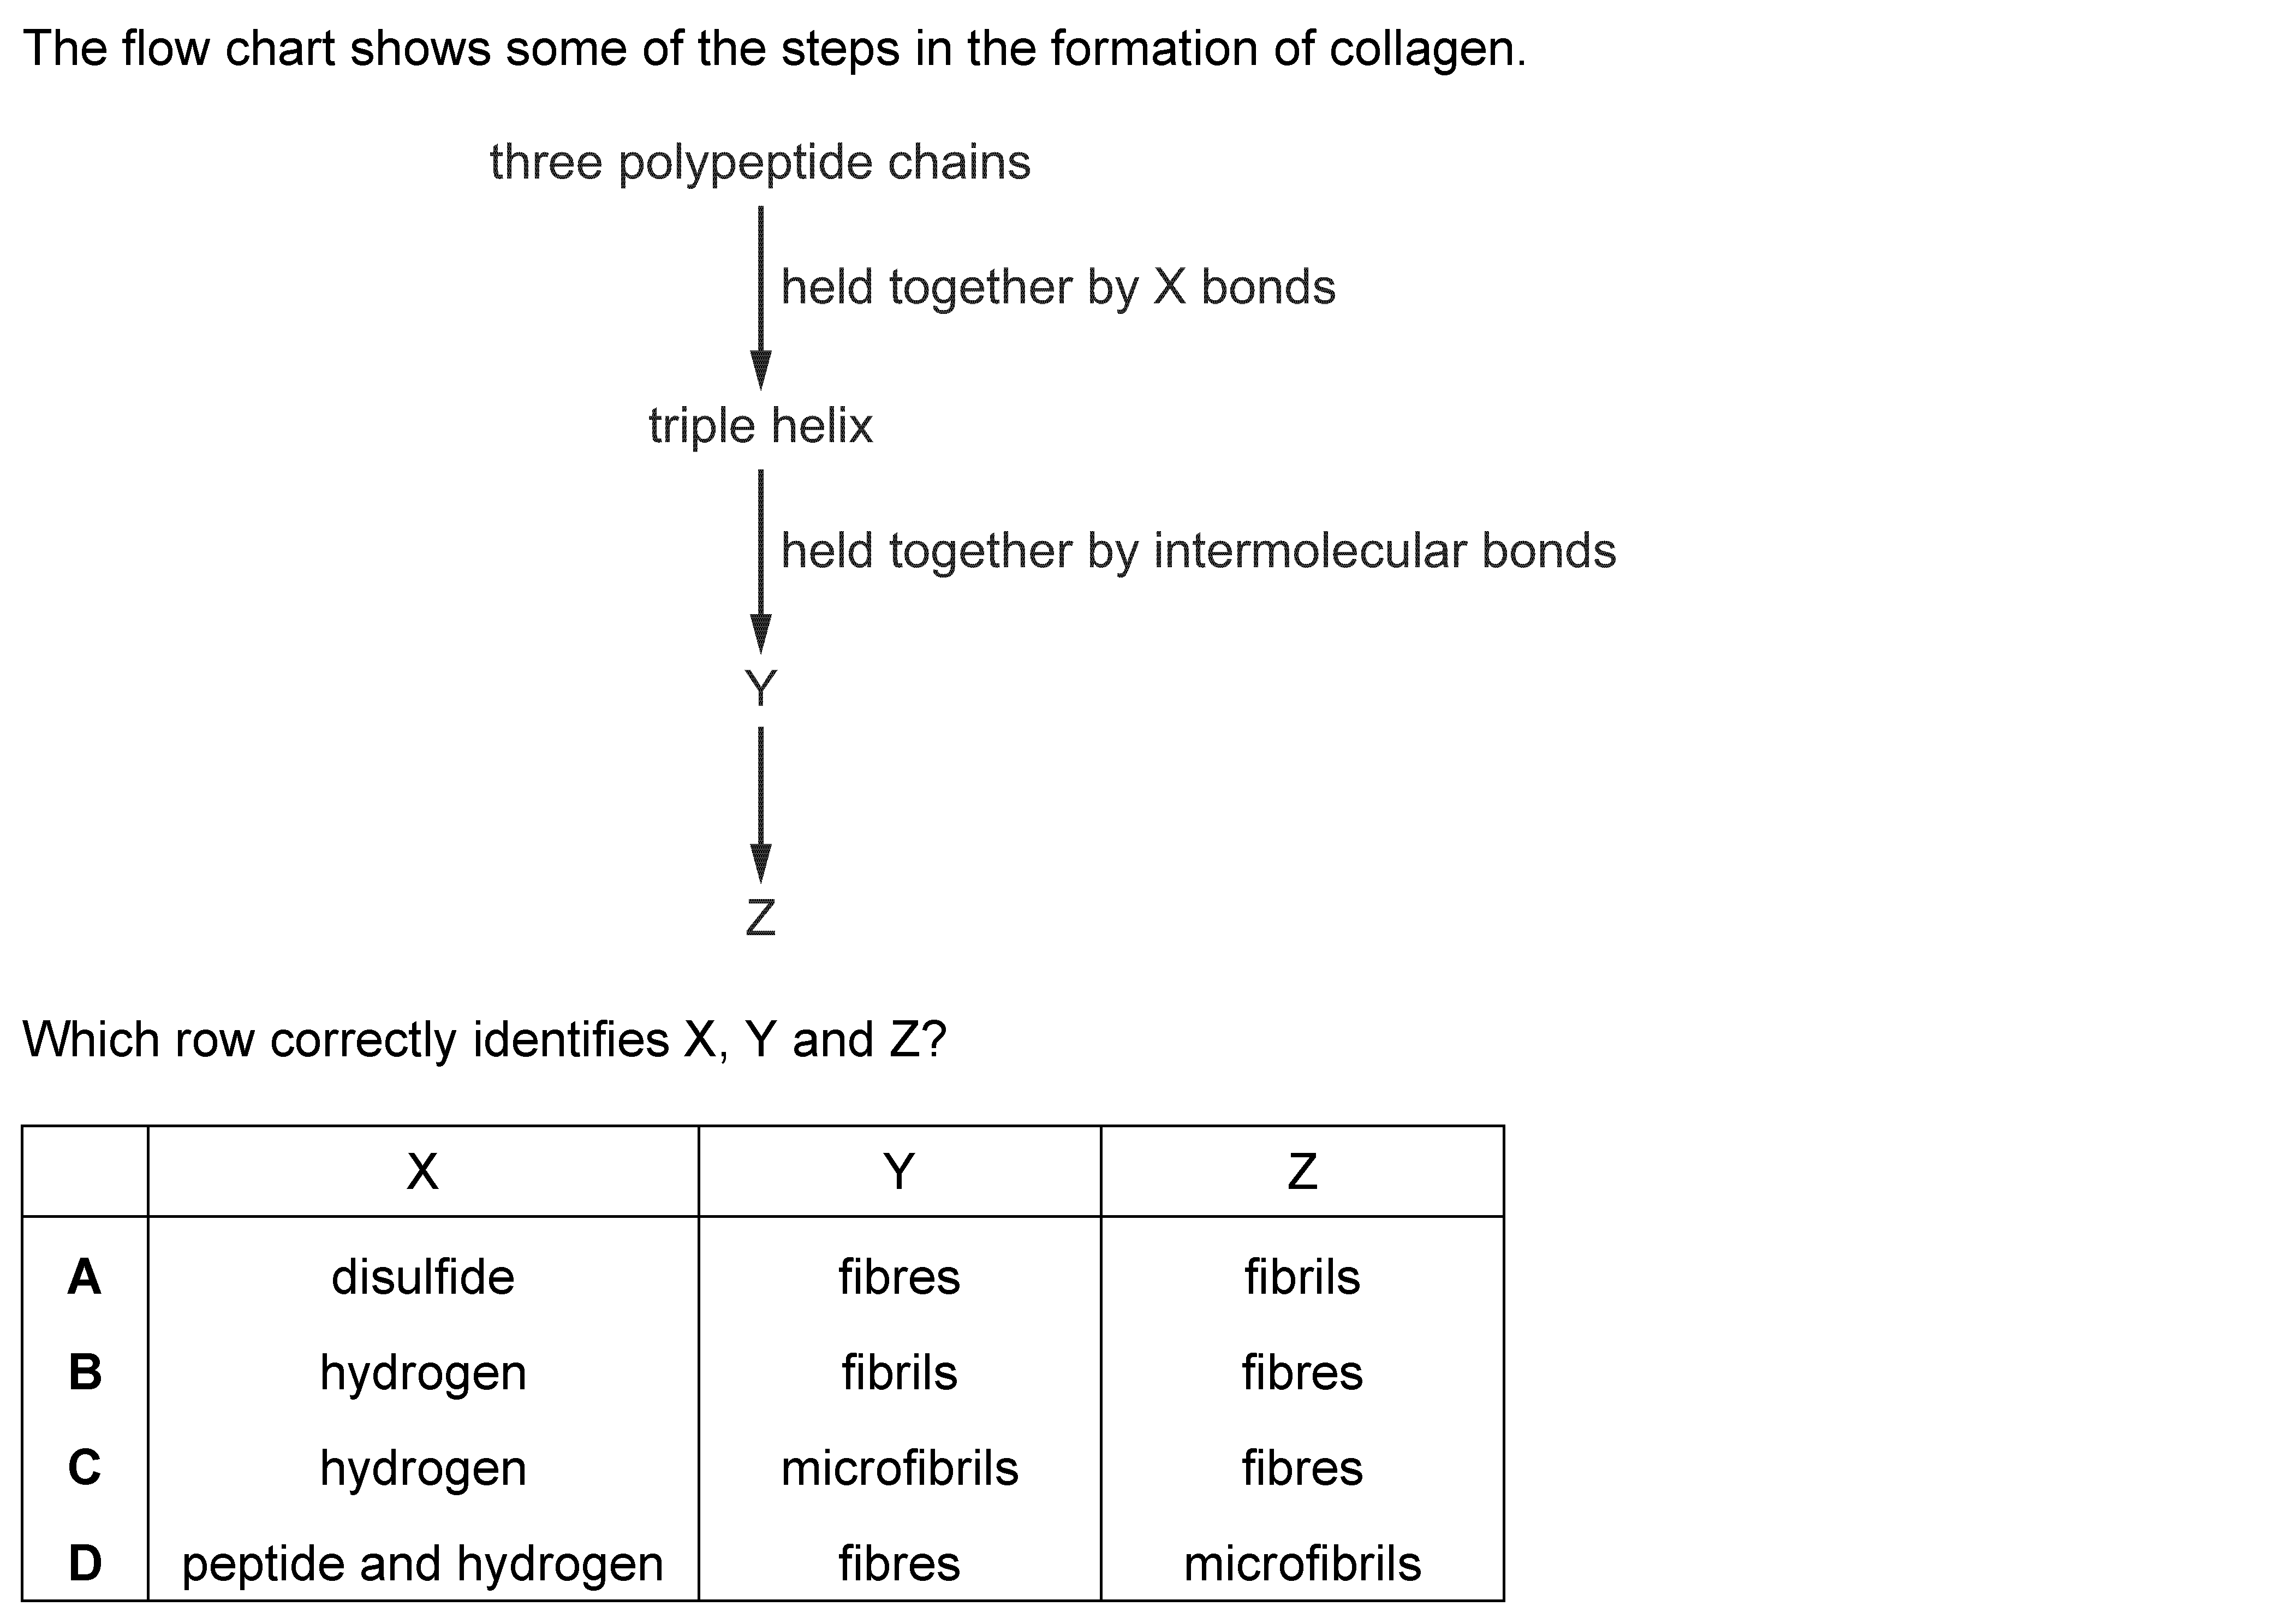 The flow chart shows some of the steps in the formation of collagen.
three polypeptide chains
held together by X bonds
triple helix
held together by intermolecular bonds
Y
Z
Which row correctly identifies X, Y and Z?
X Y Z
A disulfide fibres fibrils
B hydrogen fibrils fibres
C hydrogen microfibrils fibres
D peptide and hydrogen fibres microfibrils